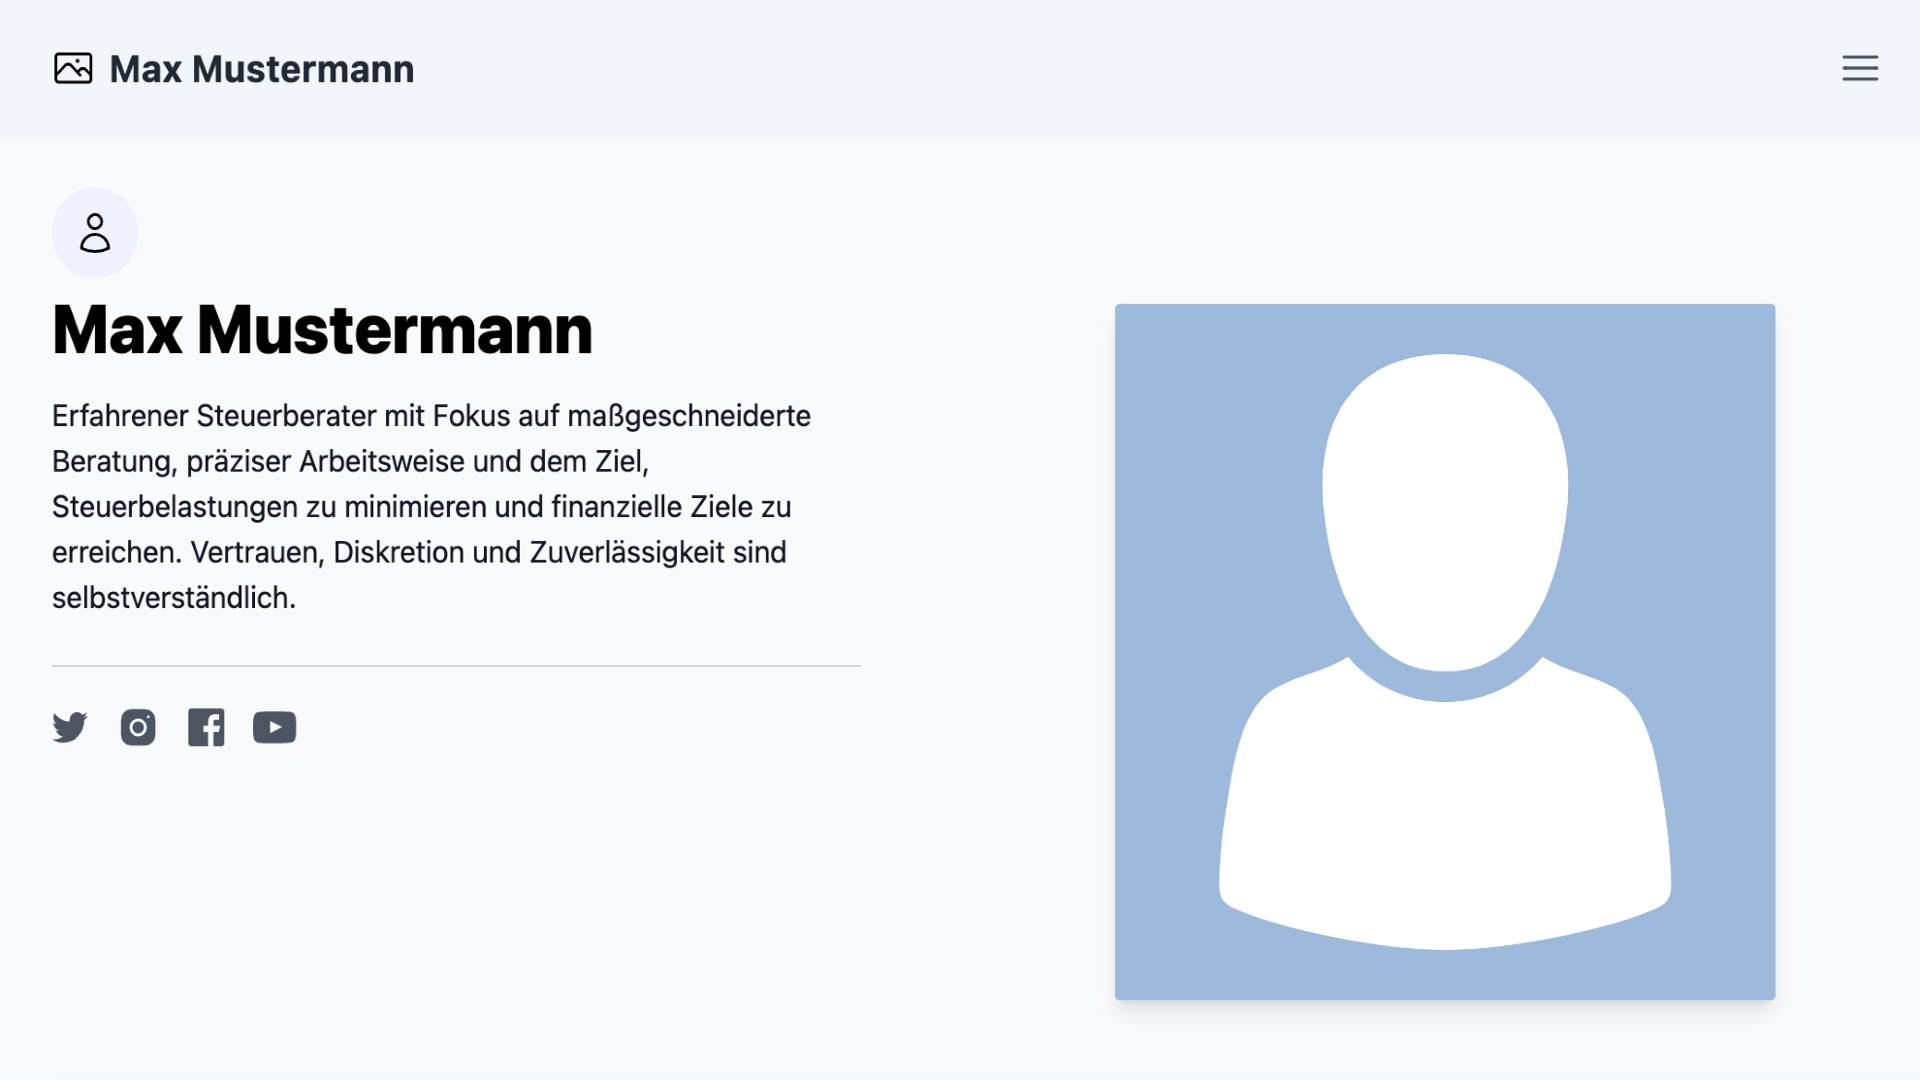 Max Mustermann
Max Mustermann
Erfahrener Steuerberater mit Fokus auf maßgeschneiderte
Beratung, präziser Arbeitsweise und dem Ziel,
Steuerbelastungen zu minimieren und finanzielle Ziele zu
erreichen. Vertrauen, Diskretion und Zuverlässigkeit sind
selbstverständlich.